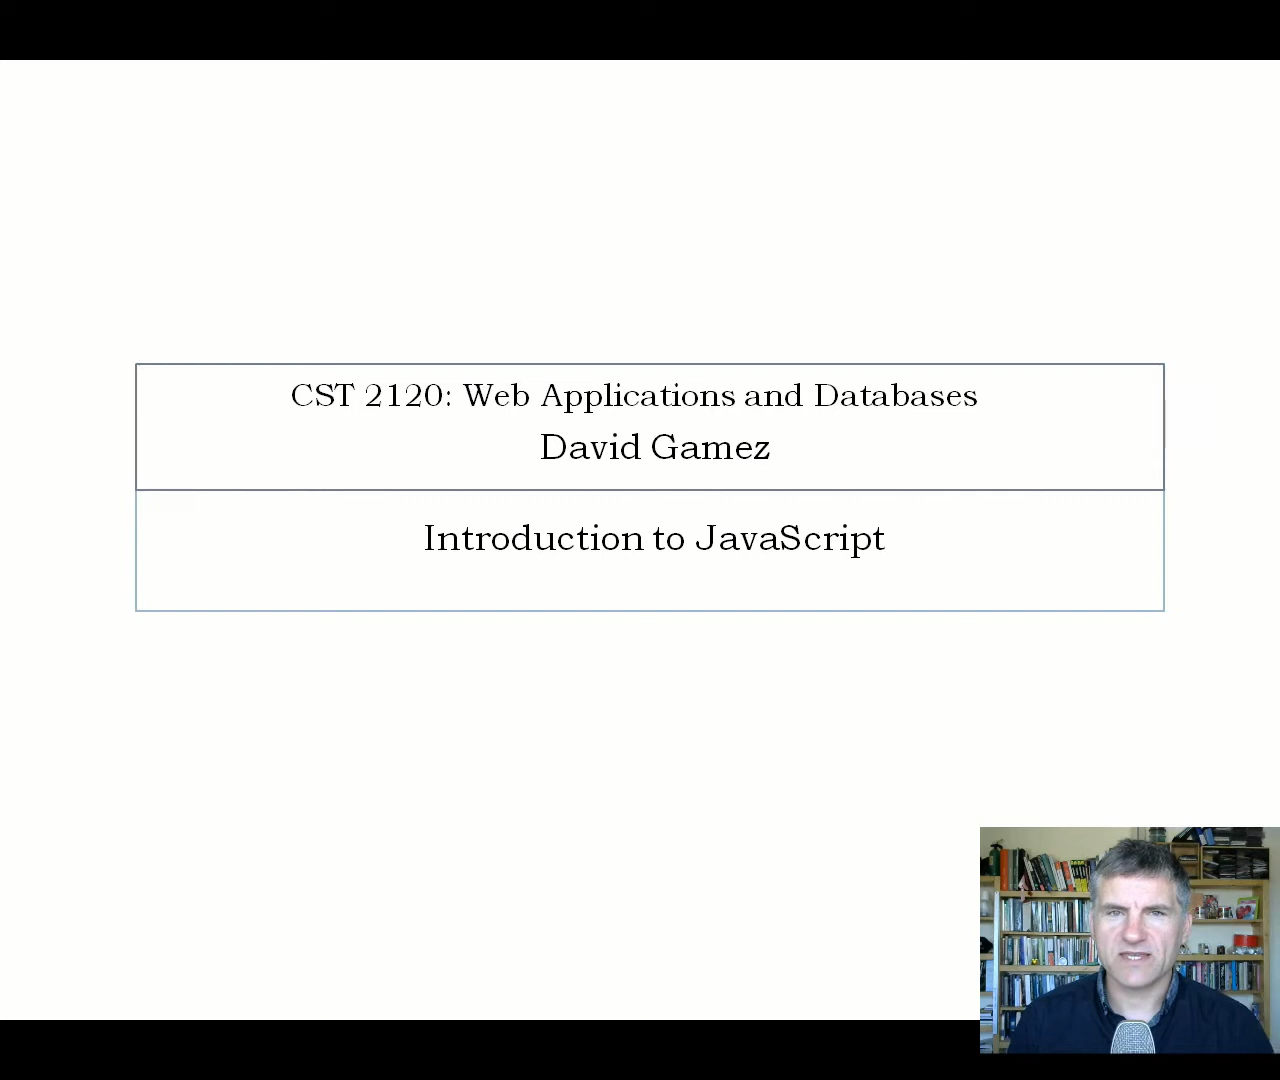 CST 2120: Web Applications and Databases
David Gamez
Introduction to JavaScript